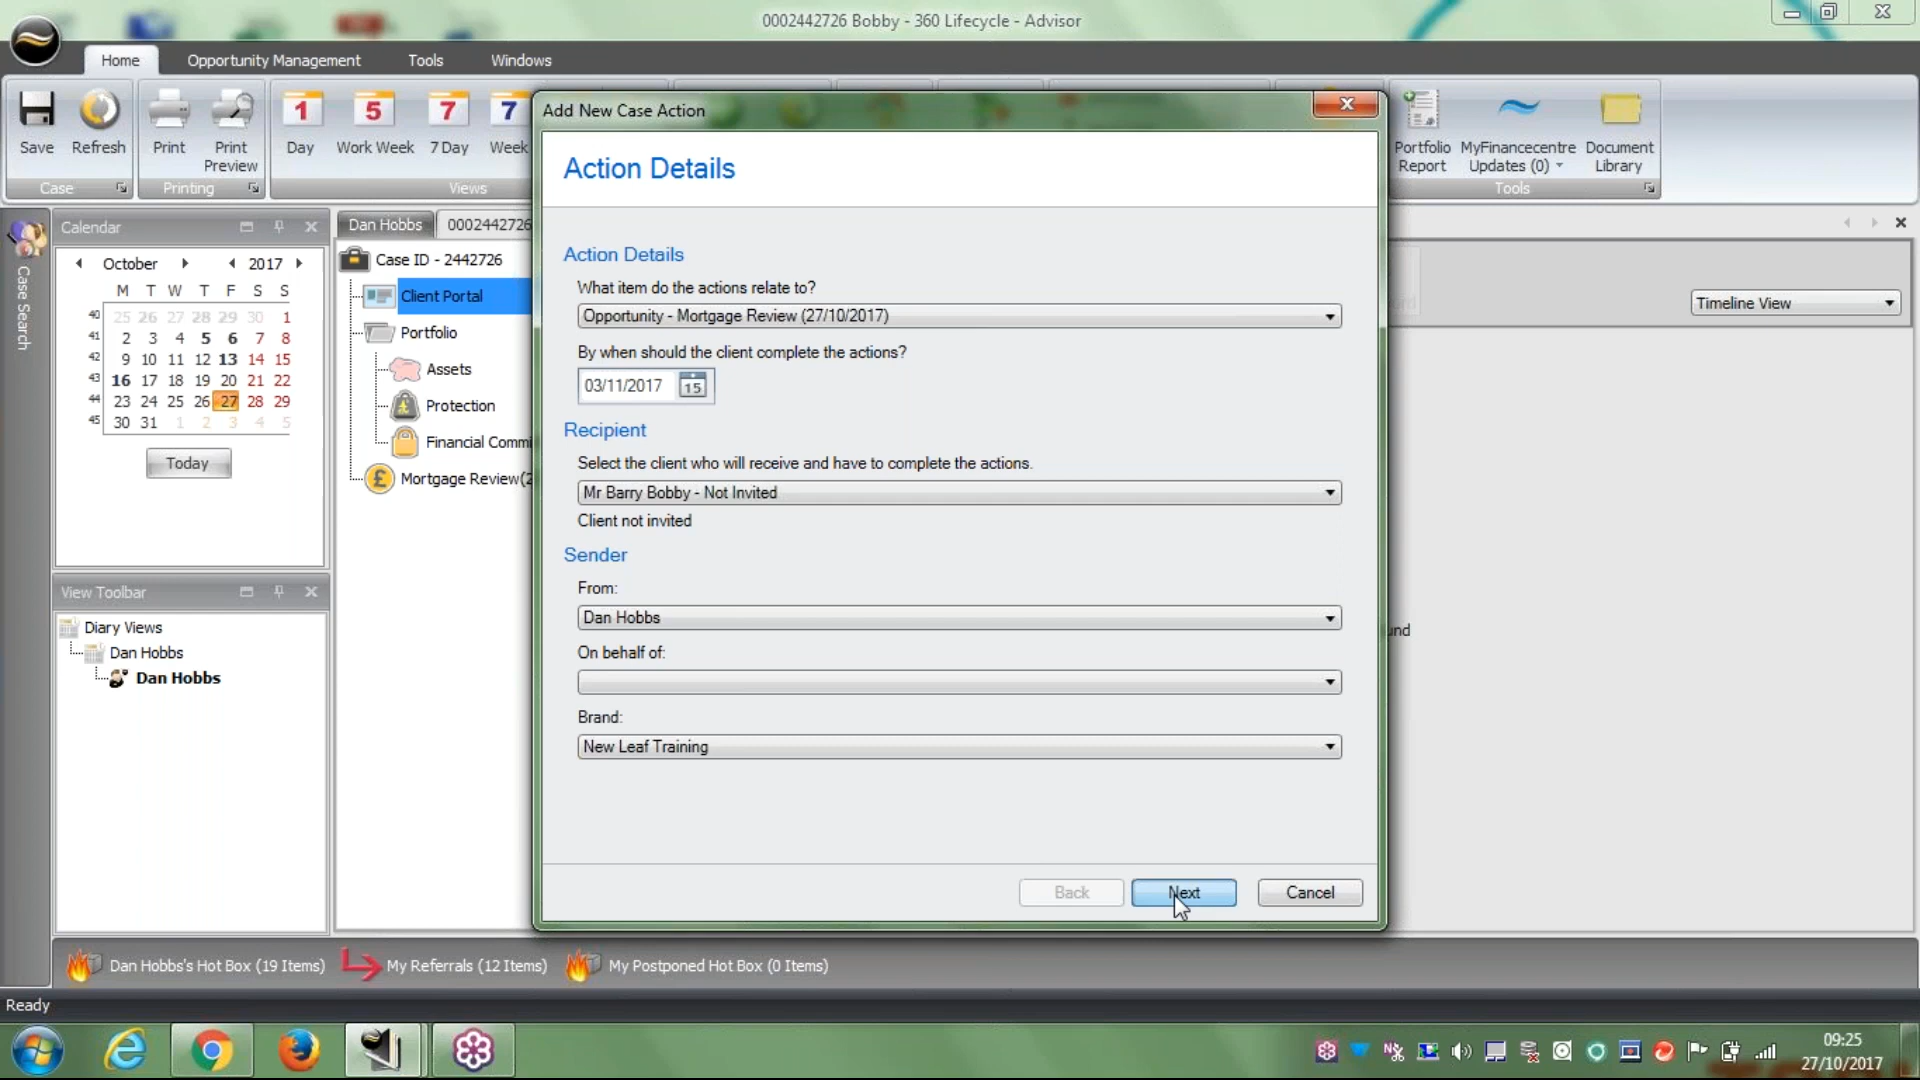 0002442726 Bobby - 360 Lifecycle - Advisor
Home Opportunity Management Tools Windows
Save Refresh Print Print Preview Day Work Week 7 Day Week
Case Printing Views
Portfolio Report MyFinancecentre Updates (0) Document Library
Tools
Case Search
Calendar
October 2017
M T W T F S S
40 25 26 27 28 29 30 1
41 2 3 4 5 6 7 8
42 9 10 11 12 13 14 15
43 16 17 18 19 20 21 22
44 23 24 25 26 27 28 29
45 30 31 1 2 3 4 5
Today
View Toolbar
Diary Views
Dan Hobbs
Dan Hobbs
Dan Hobbs 0002442726
Case ID - 2442726
Client Portal
Portfolio
Assets
Protection
Financial Commi
Mortgage Review(2
Timeline View
Add New Case Action
Action Details
Action Details
What item do the actions relate to?
Opportunity - Mortgage Review (27/10/2017)
By when should the client complete the actions?
03/11/2017 15
Recipient
Select the client who will receive and have to complete the actions.
Mr Barry Bobby - Not Invited
Client not invited
Sender
From:
Dan Hobbs
On behalf of:
Brand:
New Leaf Training
Back Next Cancel
Dan Hobbs's Hot Box (19 Items) My Referrals (12 Items) My Postponed Hot Box (0 Items)
Ready
09:25
27/10/2017